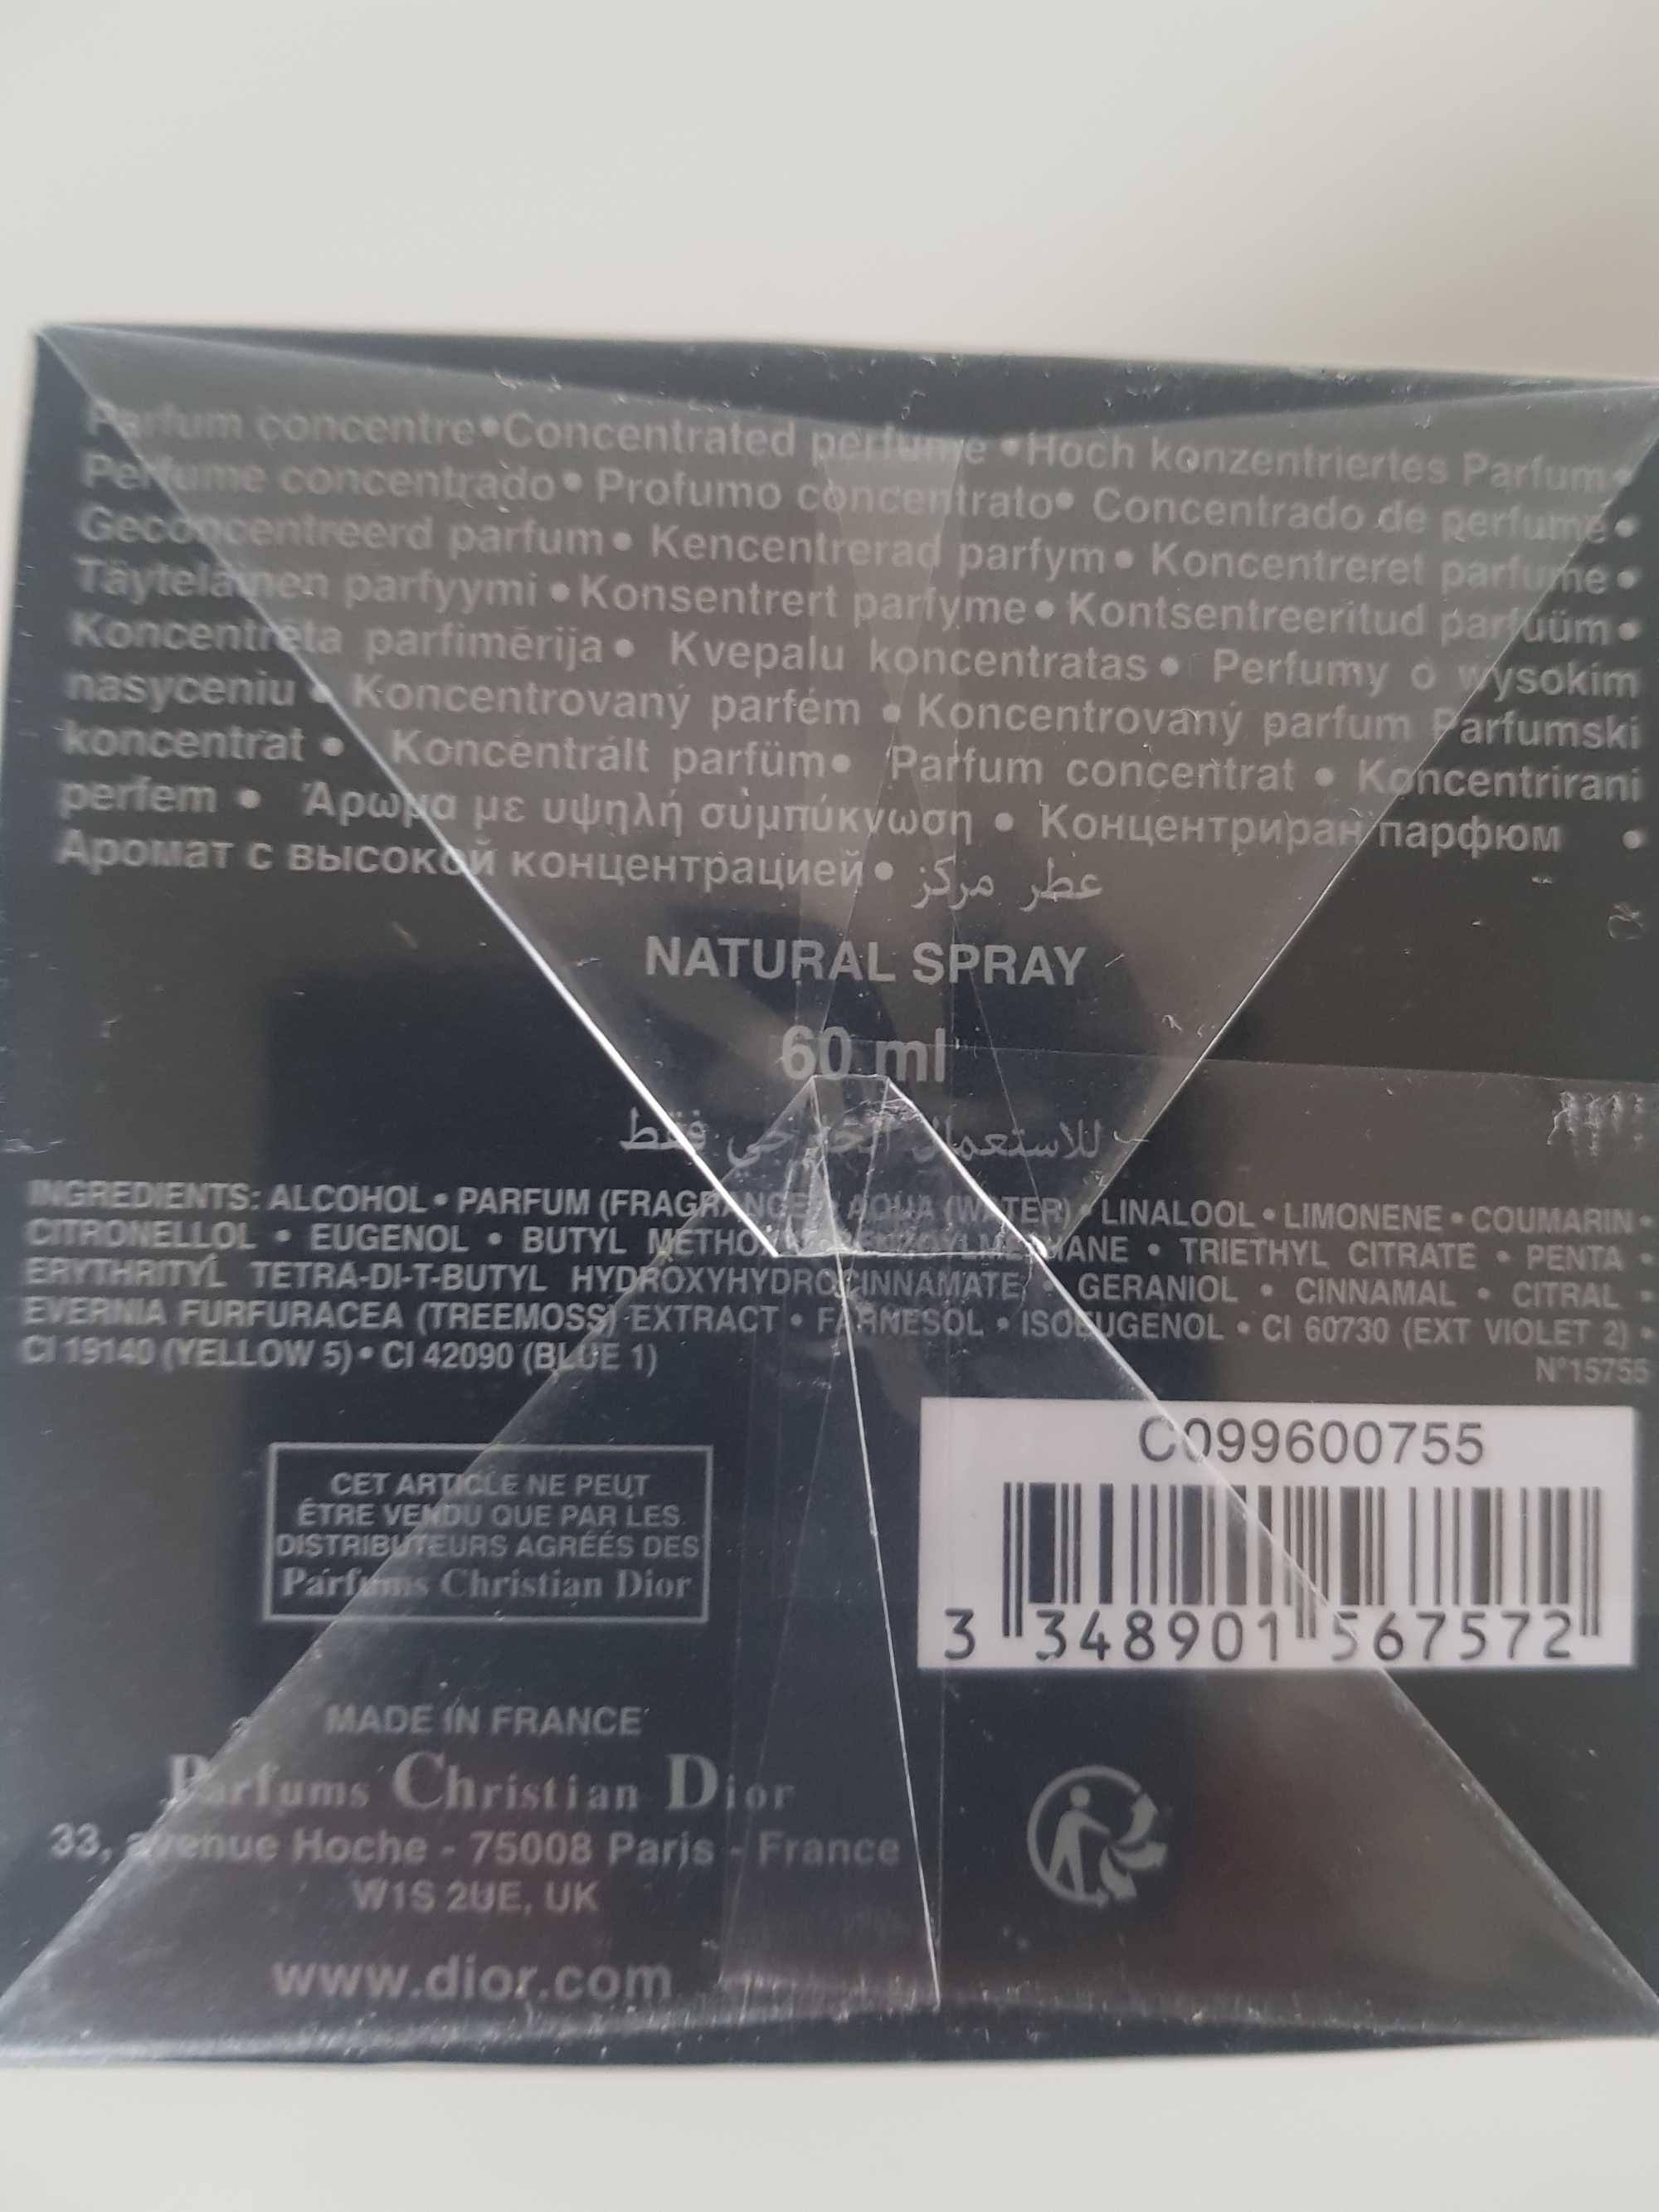 Parfum concentre•Concentrated perfume •Hoch konzentriertes Parfum•
Perfume concentrado• Profumo concentrato• Concentrado de perfume•
Geconcentreerd parfum• Kencentrerad parfym• Koncentreret parfume•
Täyteläinen parfyymi •Konsentrert parfyme• Kontsentreeritud parfuüm•
Koncentrēta parfimērija• Kvepalu koncentratas• Perfumy o wysokim
nasyceniu • Koncentrovaný parfém • Koncentrovaný parfum Parfumski
koncentrat • Koncéntrált parfüm• Parfum concentrat • Koncentrirani
perfem • Άρωμα με υψηλή σύμπύκνωση • Концентриран парфюм •
Аромат с высокой концентрацией• عطر مركز
NATURAL SPRAY
60 ml
للاستعمال الخارجي فقط
INGREDIENTS: ALCOHOL • PARFUM (FRAGRANCE) • AQUA (WATER) • LINALOOL • LIMONENE • COUMARIN •
CITRONELLOL • EUGENOL • BUTYL METHOXYDIBENZOYLMETHANE • TRIETHYL CITRATE • PENTA •
ERYTHRITYL TETRA-DI-T-BUTYL HYDROXYHYDROCINNAMATE • GERANIOL • CINNAMAL • CITRAL •
EVERNIA FURFURACEA (TREEMOSS) EXTRACT • FARNESOL • ISOEUGENOL • CI 60730 (EXT VIOLET 2) •
CI 19140 (YELLOW 5) • CI 42090 (BLUE 1)
N°15755
C099600755
3 348901 567572
CET ARTICLE NE PEUT
ÊTRE VENDU QUE PAR LES
DISTRIBUTEURS AGRÉÉS DES
Parfums Christian Dior
MADE IN FRANCE
Parfums Christian Dior
33, avenue Hoche - 75008 Paris - France
W1S 2UE, UK
www.dior.com